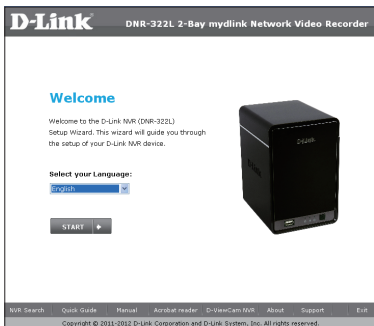 D-Link
DNR-322L 2-Bay mydlink Network Video Recorder
Welcome
Welcome to the D-Link NVR (DNR-322L)
Setup Wizard. This wizard will guide you through
the setup of your D-Link NVR device.
Select your Language:
English
START
D-Link
NVR Search Quick Guide Manual Acrobat reader D-ViewCam NVR About Support Exit
Copyright © 2011-2012 D-Link Corporation and D-Link System, Inc. All rights reserved.